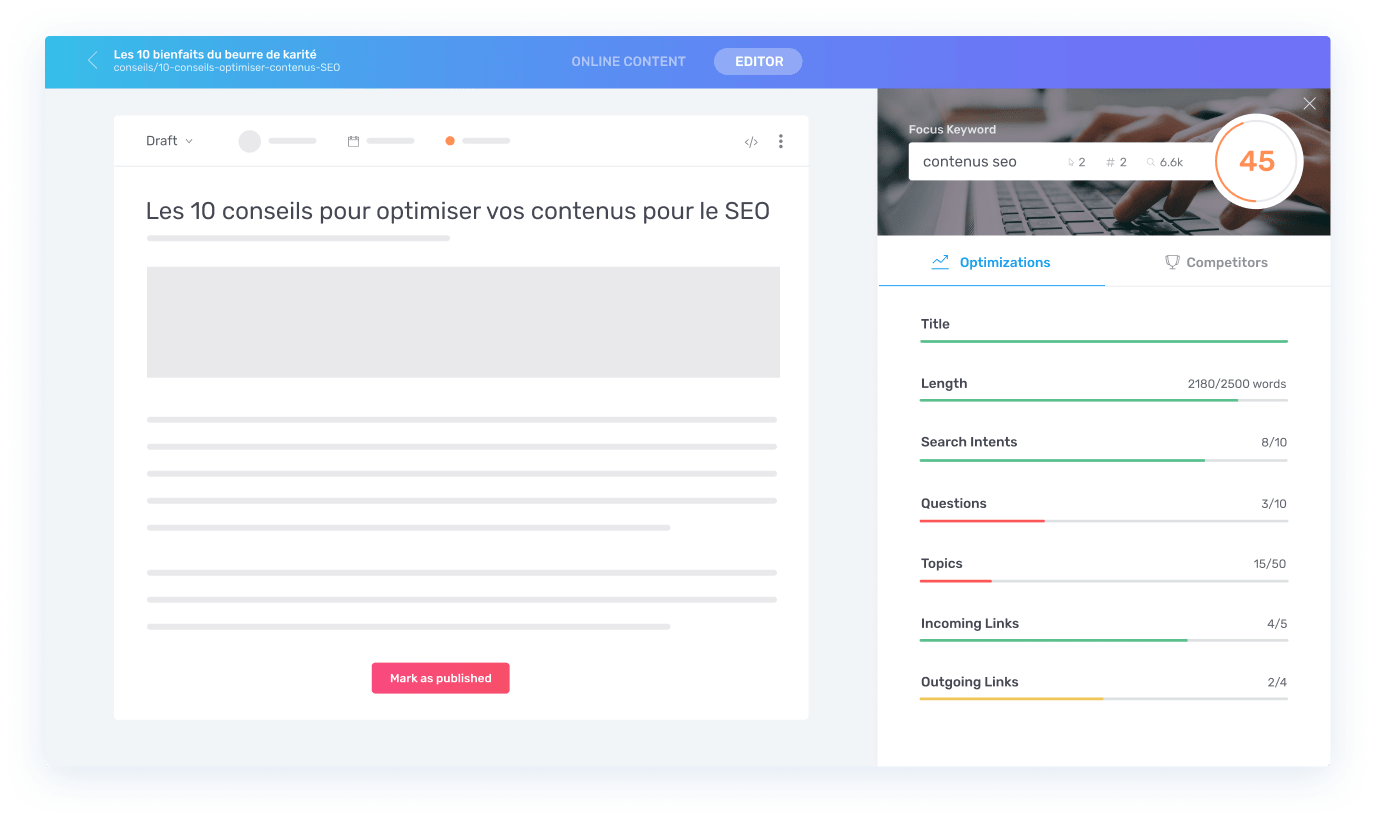 Les 10 bienfaits du beurre de karité
conseils/10-conseils-optimiser-contenus-SEO
ONLINE CONTENT
EDITOR
Draft
</>
Les 10 conseils pour optimiser vos contenus pour le SEO
Mark as published
Focus Keyword
contenus seo 2 # 2 6.6k
45
Optimizations
Competitors
Title
Length 2180/2500 words
Search Intents 8/10
Questions 3/10
Topics 15/50
Incoming Links 4/5
Outgoing Links 2/4